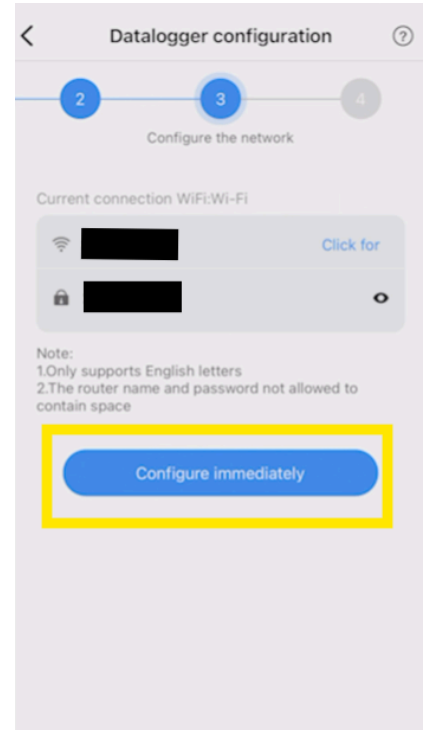 Datalogger configuration ?
2 3 4
Configure the network
Current connection WiFi:Wi-Fi
Click for
Note:
1.Only supports English letters
2.The router name and password not allowed to
contain space
Configure immediately